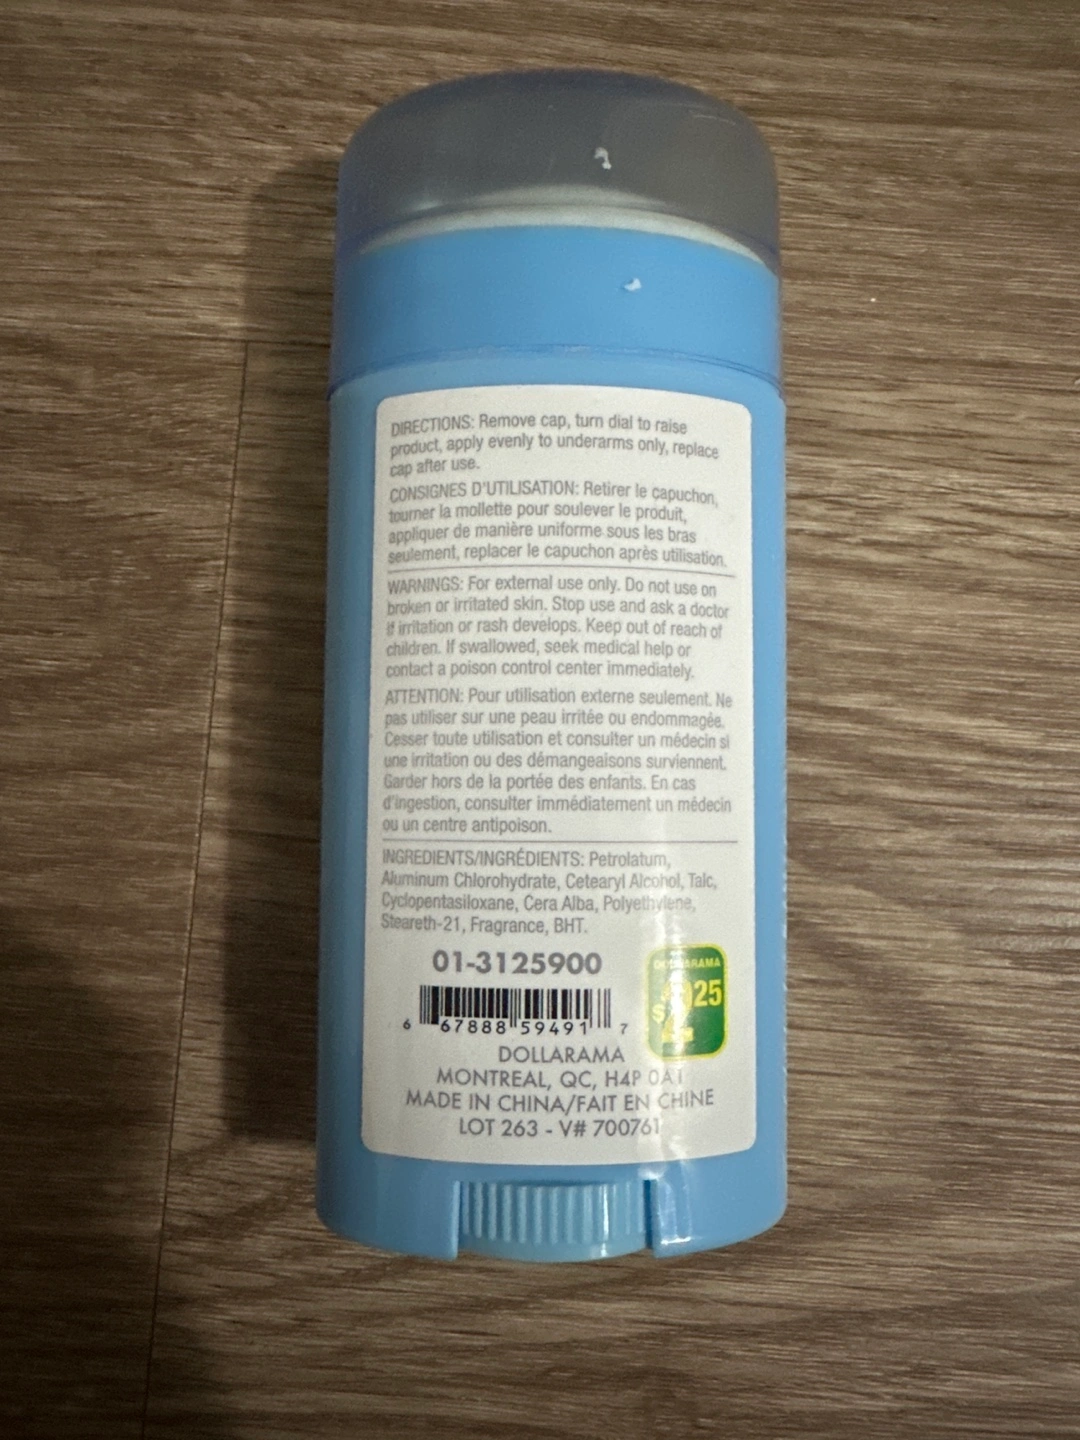 DIRECTIONS: Remove cap, turn dial to raise
product, apply evenly to underarms only, replace
cap after use.
CONSIGNES D'UTILISATION: Retirer le capuchon,
tourner la mollette pour soulever le produit,
appliquer de manière uniforme sous les bras
seulement, replacer le capuchon après utilisation.
WARNINGS: For external use only. Do not use on
broken or irritated skin. Stop use and ask a doctor
if irritation or rash develops. Keep out of reach of
children. If swallowed, seek medical help or
contact a poison control center immediately.
ATTENTION: Pour utilisation externe seulement. Ne
pas utiliser sur une peau irritée ou endommagée.
Cesser toute utilisation et consulter un médecin si
une irritation ou des démangeaisons surviennent.
Garder hors de la portée des enfants. En cas
d'ingestion, consulter immédiatement un médecin
ou un centre antipoison.
INGREDIENTS/INGRÉDIENTS: Petrolatum,
Aluminum Chlorohydrate, Cetearyl Alcohol, Talc,
Cyclopentasiloxane, Cera Alba, Polyethylene,
Steareth-21, Fragrance, BHT.
01-3125900
DOLLARAMA
$2 25
6 67888 59491 7
DOLLARAMA
MONTREAL, QC, H4P 0A1
MADE IN CHINA/FAIT EN CHINE
LOT 263 - V# 700761